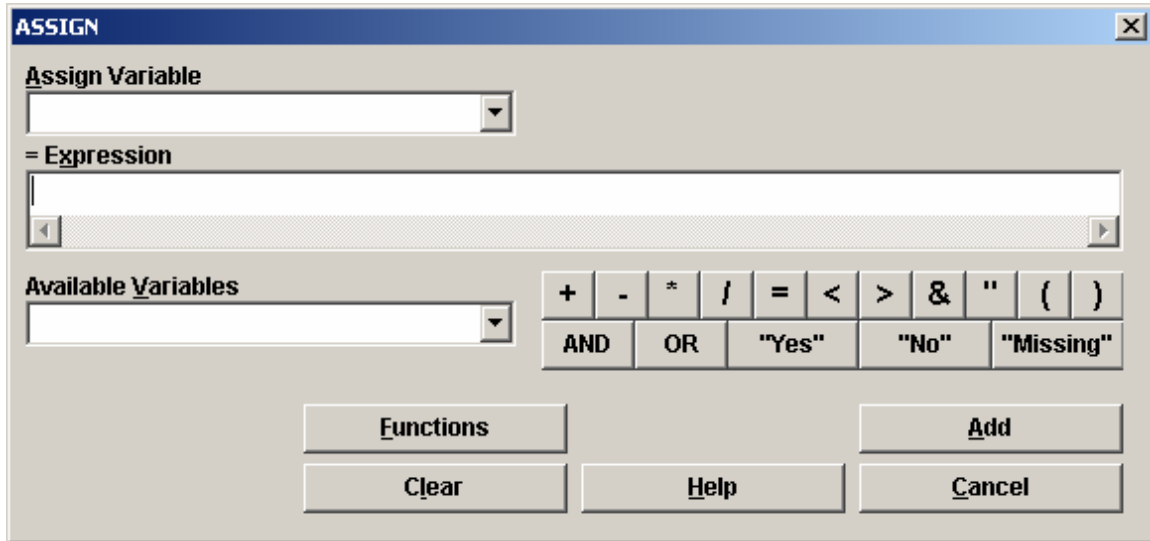 ASSIGN
Assign Variable
= Expression
Available Variables
+ - * / = < > & " ( )
AND OR "Yes" "No" "Missing"
Functions Add
Clear Help Cancel